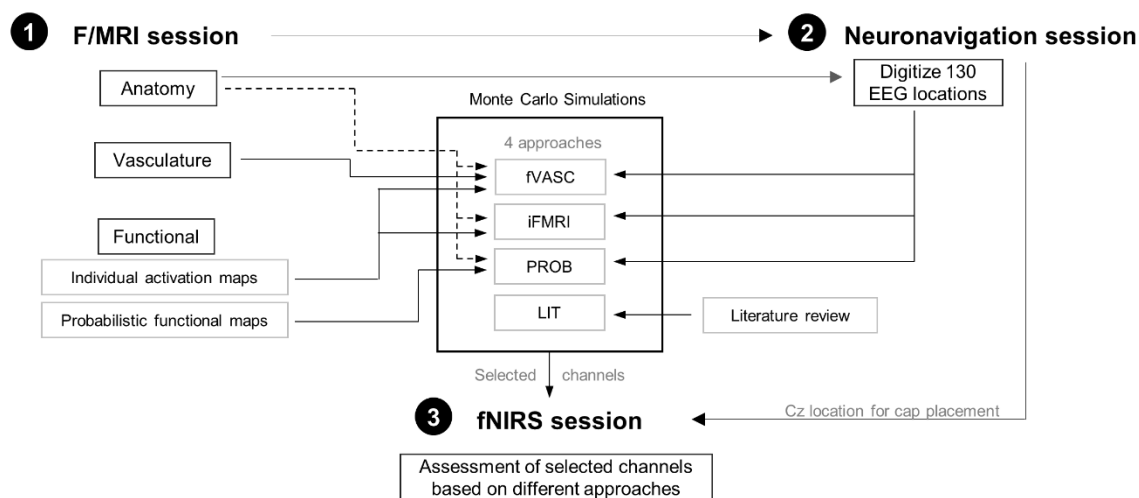 1 F/MRI session
2 Neuronavigation session
Anatomy
Digitize 130
EEG locations
Monte Carlo Simulations
4 approaches
Vasculature
fVASC
iFMRI
Functional
Individual activation maps
PROB
Probabilistic functional maps
LIT
Literature review
Selected channels
3 fNIRS session
Cz location for cap placement
Assessment of selected channels
based on different approaches